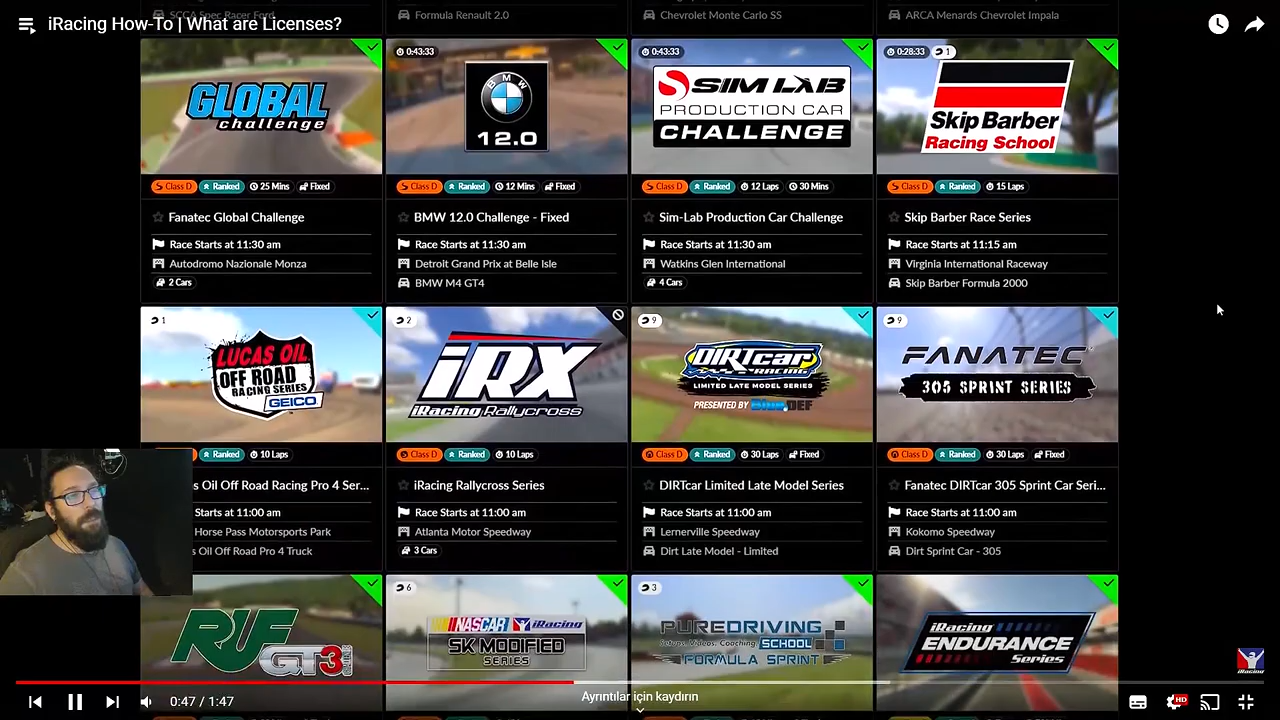 SCCA Spec Racer Ford
Formula Renault 2.0
Chevrolet Monte Carlo SS
ARCA Menards Chevrolet Impala
iRacing How-To | What are Licenses?
GLOBAL
challenge
0:43:33
BMW
12.0
0:43:33
SIM LAB
PRODUCTION CAR
CHALLENGE
0:28:33
1
Skip Barber
Racing School
Class D
Ranked
25 Mins
Fixed
Class D
Ranked
12 Mins
Fixed
Class D
Ranked
12 Laps
30 Mins
Class D
Ranked
15 Laps
Fanatec Global Challenge
BMW 12.0 Challenge - Fixed
Sim-Lab Production Car Challenge
Skip Barber Race Series
Race Starts at 11:30 am
Race Starts at 11:30 am
Race Starts at 11:30 am
Race Starts at 11:15 am
Autodromo Nazionale Monza
Detroit Grand Prix at Belle Isle
Watkins Glen International
Virginia International Raceway
2 Cars
BMW M4 GT4
4 Cars
Skip Barber Formula 2000
1
LUCAS OIL
OFF ROAD
RACING SERIES
GEICO
2
iRX
iRacing Rallycross
9
DIRTcar
RACING
LIMITED LATE MODEL SERIES
PRESENTED BY BlueDEF
9
FANATEC
305 SPRINT SERIES
Ranked
10 Laps
Class D
Ranked
10 Laps
Class D
Ranked
30 Laps
Fixed
Class D
Ranked
30 Laps
Fixed
s Oil Off Road Racing Pro 4 Ser...
iRacing Rallycross Series
DIRTcar Limited Late Model Series
Fanatec DIRTcar 305 Sprint Car Seri...
Starts at 11:00 am
Race Starts at 11:00 am
Race Starts at 11:00 am
Race Starts at 11:00 am
Horse Pass Motorsports Park
Atlanta Motor Speedway
Lernerville Speedway
Kokomo Speedway
s Oil Off Road Pro 4 Truck
3 Cars
Dirt Late Model - Limited
Dirt Sprint Car - 305
RUF
GT3
6
NASCAR iRacing
SK MODIFIED
SERIES
3
PUREDRIVING
Setups. Videos. Coaching SCHOOL
FORMULA SPRINT
iRacing
ENDURANCE
Series
iRacing
0:47 / 1:47
Ayrıntılar için kaydırın
HD